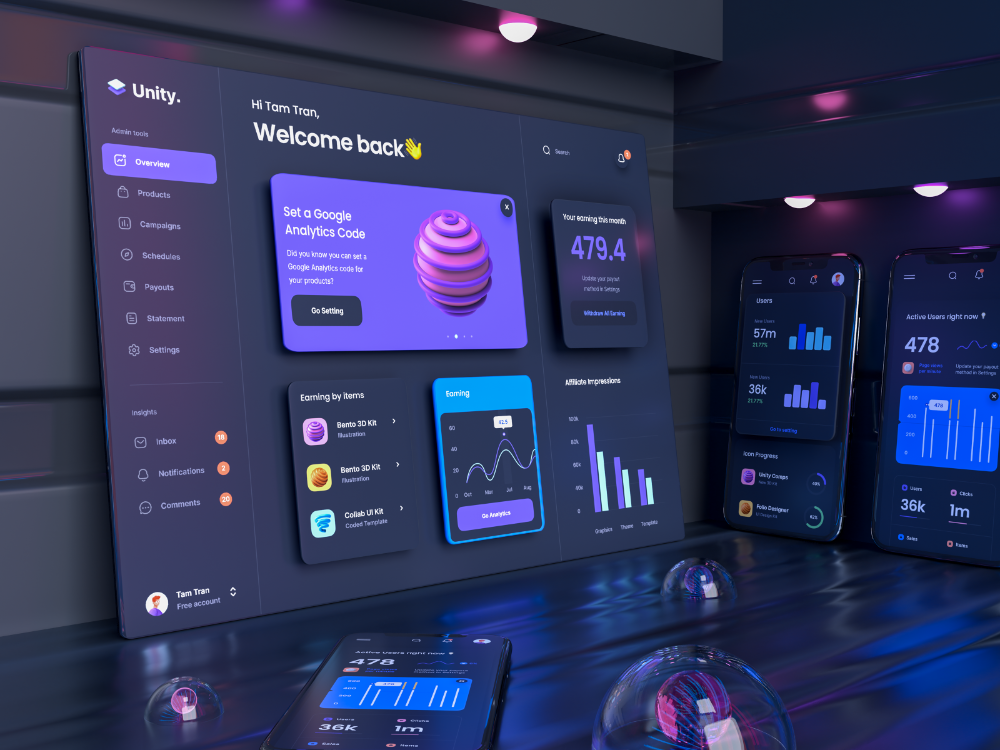 Unity.
Admin tools
Overview
Products
Campaigns
Schedules
Payouts
Statement
Settings
Insights
Inbox
18
Notifications
2
Comments
20
Tam Tran
Free account
Hi Tam Tran,
Welcome back👋
Search
Set a Google
Analytics Code
Did you know you can set a
Google Analytics code for
your products?
Go Setting
X
Your earning this month
479.4
Update your payout
method in Settings
Withdraw All Earning
Earning by items
Bento 3D Kit
Illustration
Bento 3D Kit
Illustration
Collab UI Kit
Coded Template
Earning
60
40
20
0
Oct
Mar
Jul
Aug
Go Analytics
Affiliate Impressions
Graphics
Theme
Template
Users
New Users
57m
21.77%
New Users
36k
21.77%
Go to setting
Icon Progress
Unity Comps
Folio Designer
Active Users right now
478
Update your payout
method in Settings
600
400
200
0
478
X
Users
Clicks
36k
1m
Sales
Items
Active Users right now
478
600
400
Users
Clicks
36k
1m
Sales
Items